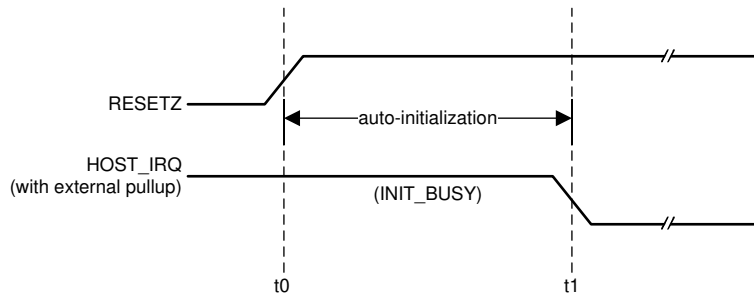 RESETZ
auto-initialization
HOST_IRQ
(with external pullup)
(INIT_BUSY)
t0
t1